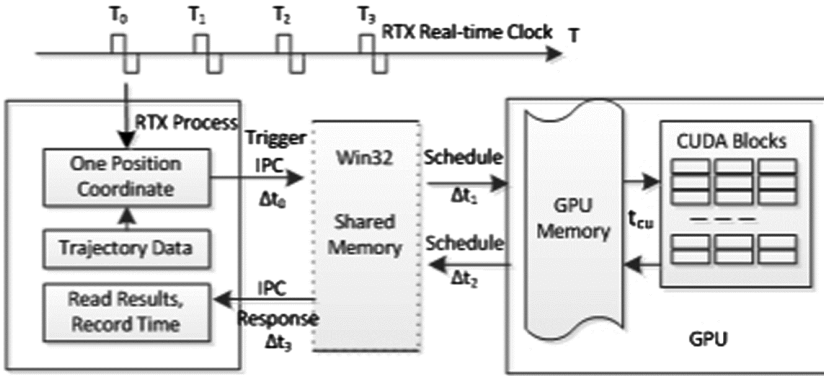 T₀ T₁ T₂ T₃
RTX Real-time Clock T
RTX Process
One Position
Coordinate
Trajectory Data
Read Results,
Record Time
Trigger
IPC
Δt₀
IPC
Response
Δt₃
Win32
Shared
Memory
Schedule
Δt₁
Schedule
Δt₂
GPU
Memory
t_cu
CUDA Blocks
GPU